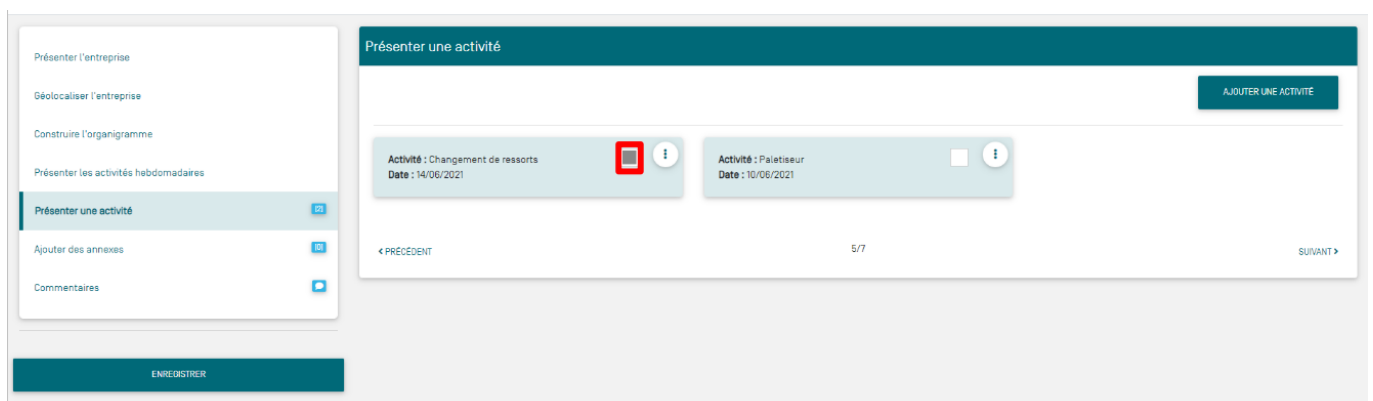 Présenter l'entreprise
Géolocaliser l'entreprise
Construire l'organigramme
Présenter les activités hebdomadaires
Présenter une activité
Ajouter des annexes
Commentaires
ENREGISTRER
Présenter une activité
AJOUTER UNE ACTIVITÉ
Activité : Changement de ressorts
Date : 14/06/2021
Activité : Paletiseur
Date : 10/06/2021
PRÉCÉDENT
5/7
SUIVANT